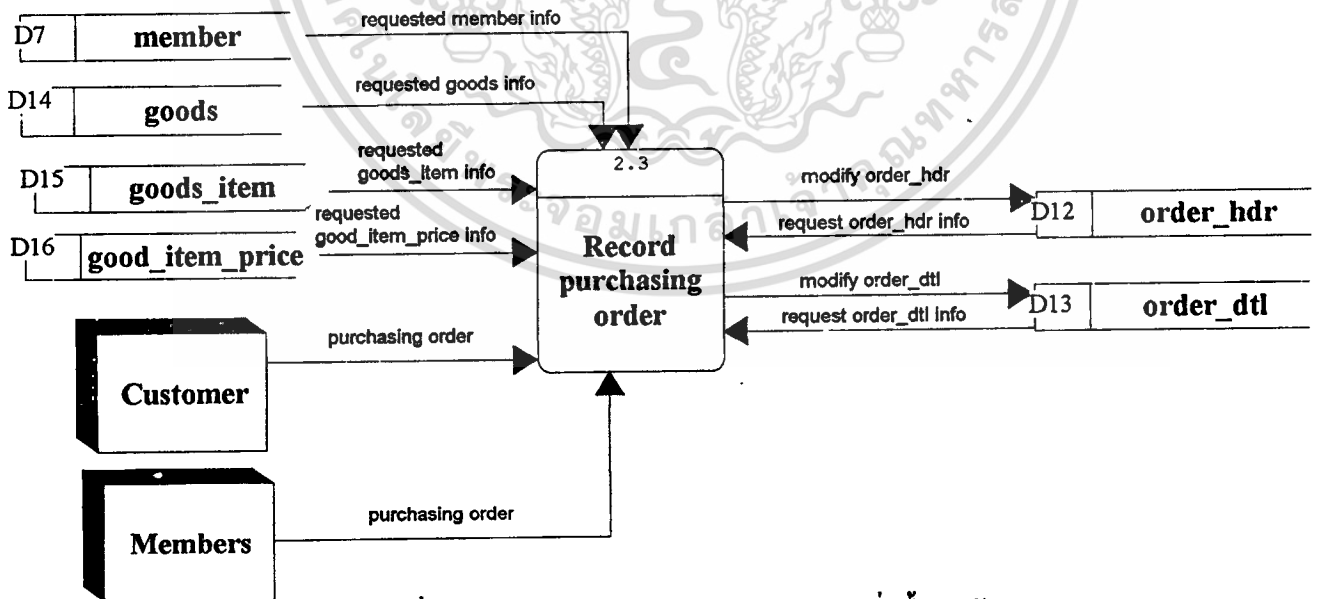 D7 member
requested member info
D14 goods
requested goods info
D15 goods_item
requested
goods_item info
D16 good_item_price
requested
good_item_price info
2.3
Record
purchasing
order
modify order_hdr
request order_hdr info
D12 order_hdr
modify order_dtl
request order_dtl info
D13 order_dtl
Customer
purchasing order
Members
purchasing order